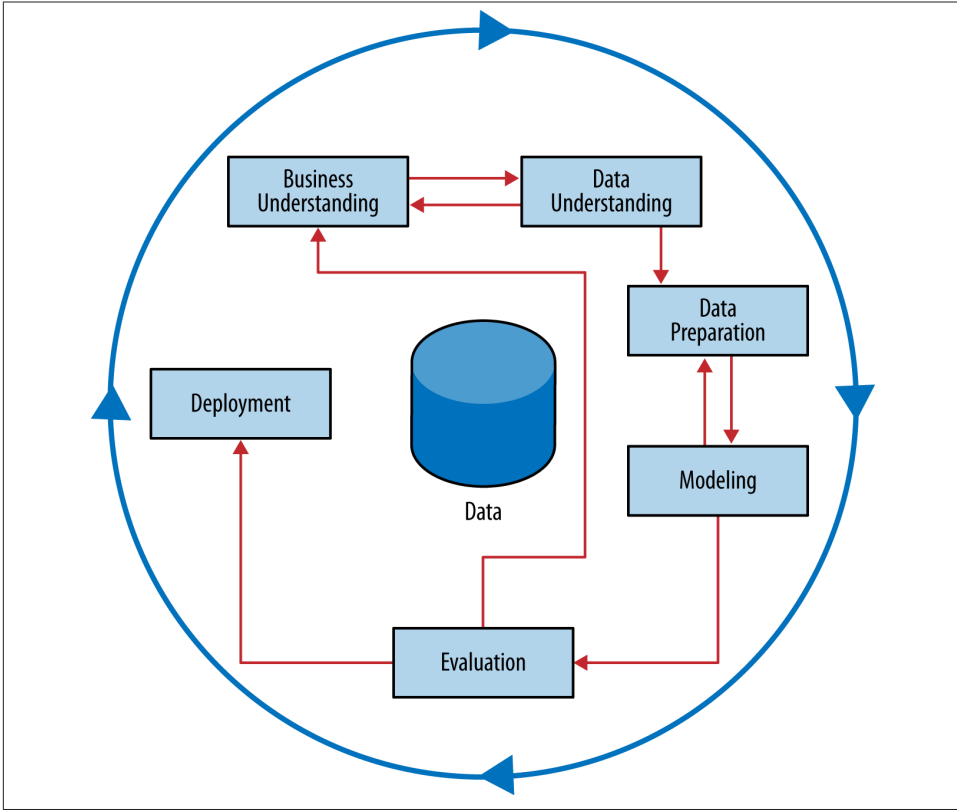 Business
Understanding
Data
Understanding
Data
Preparation
Deployment
Modeling
Data
Evaluation